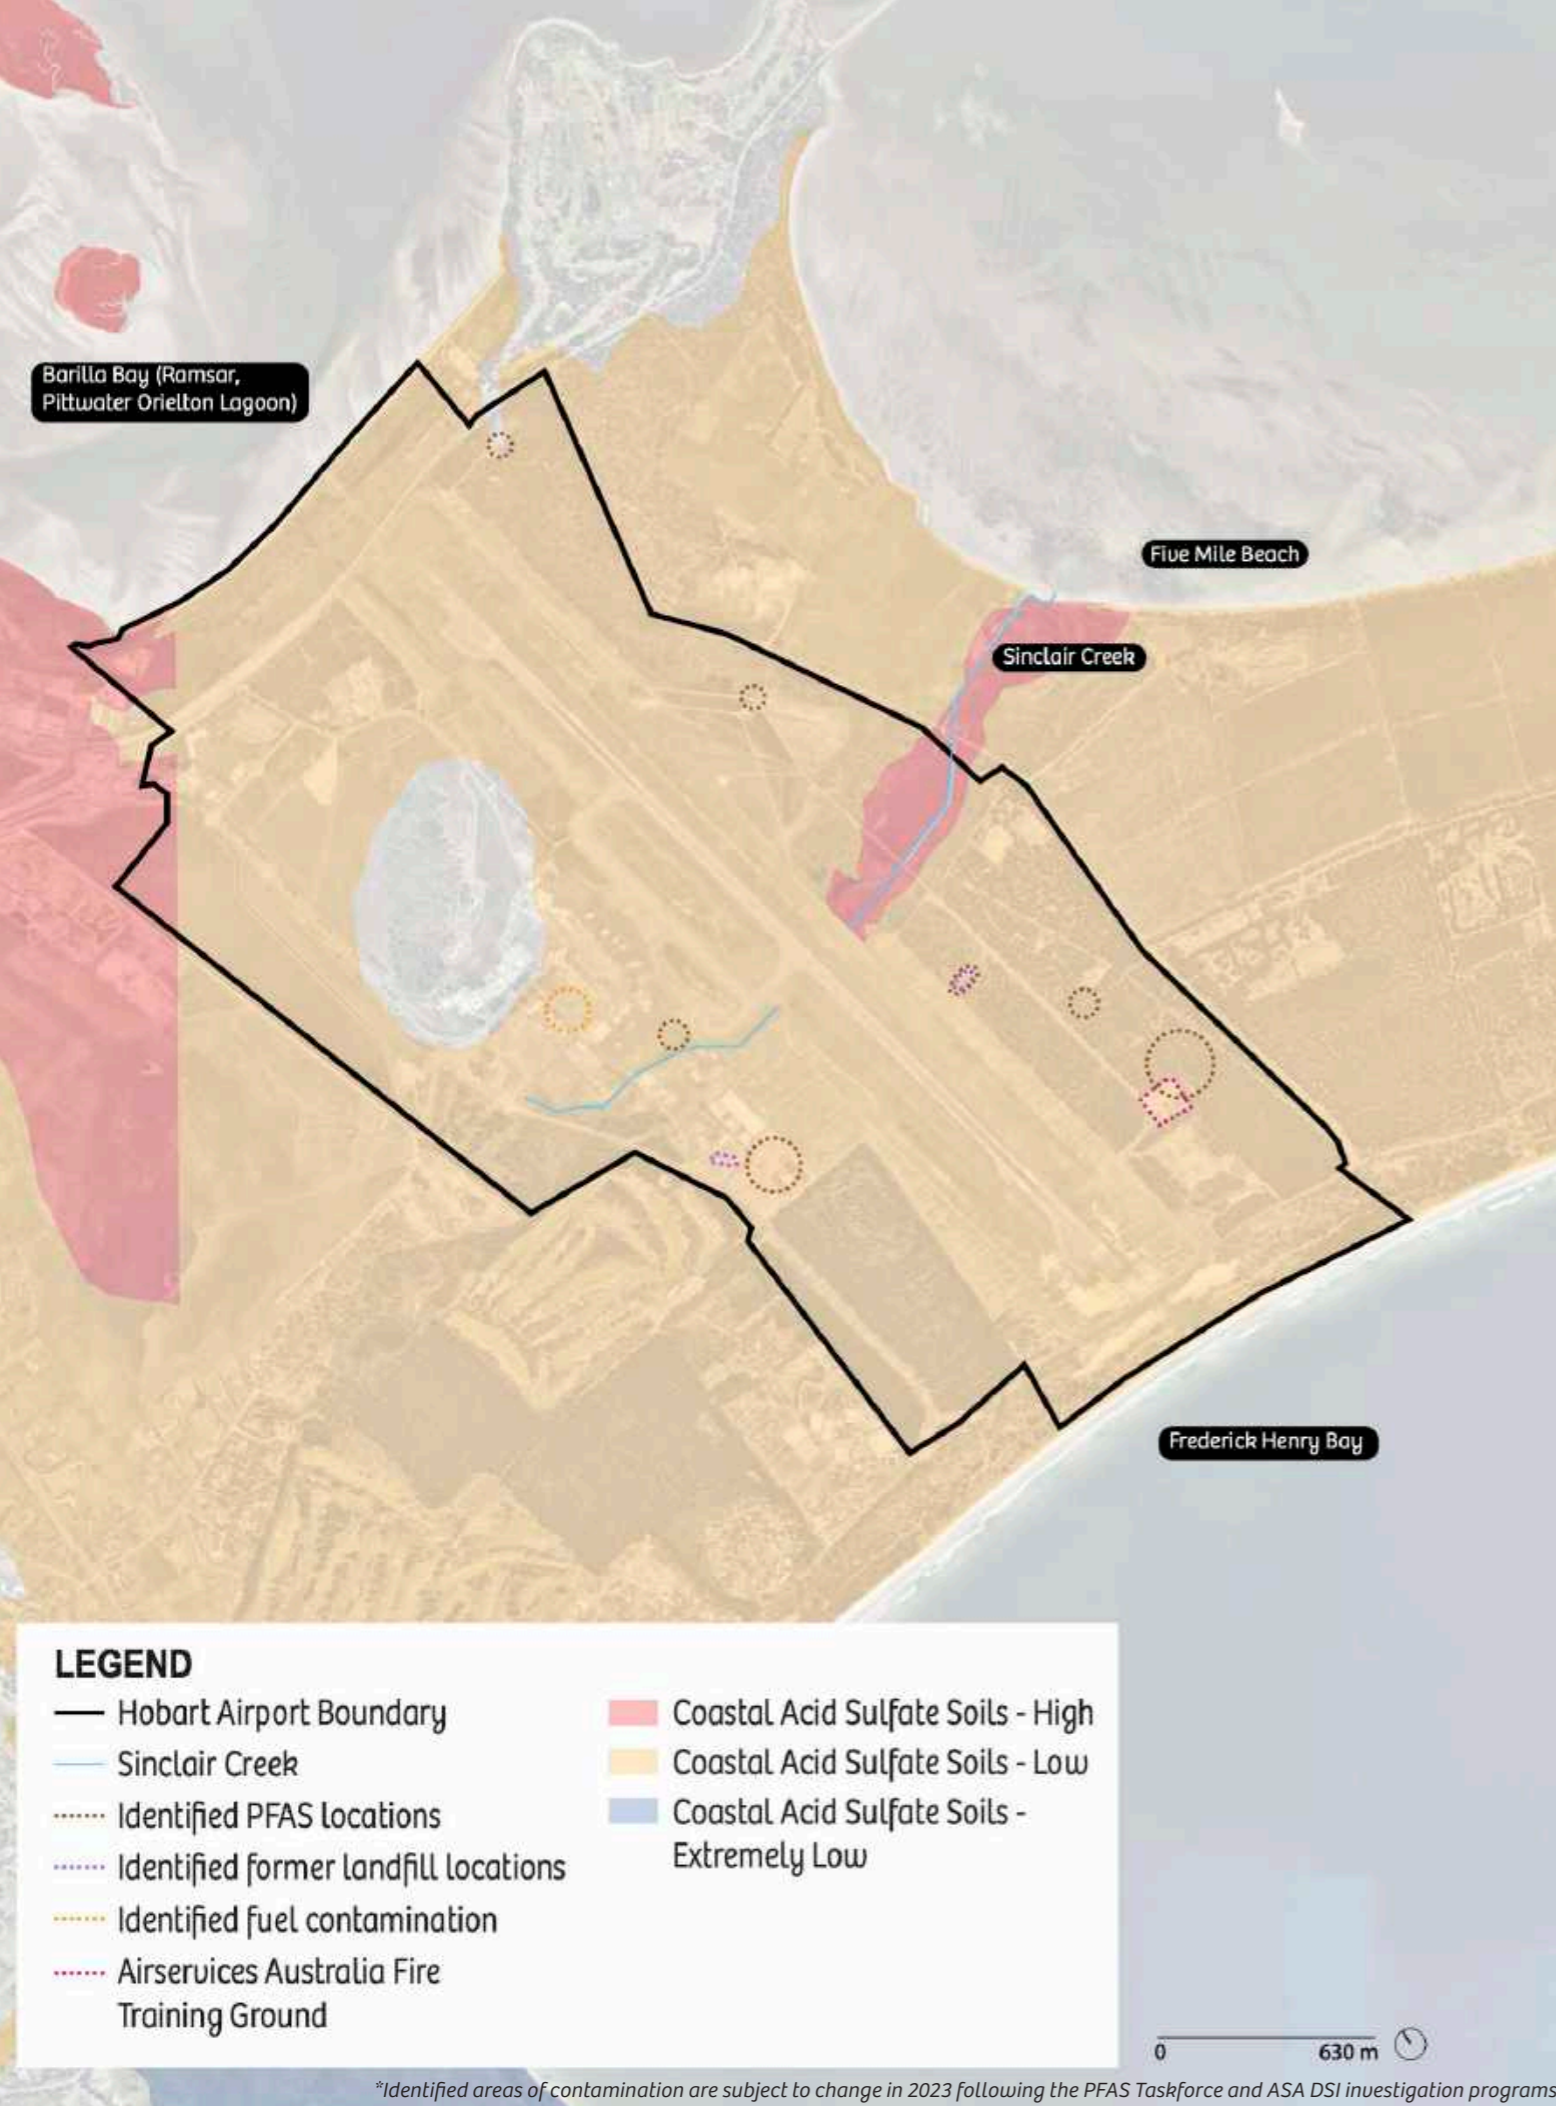 Barilla Bay (Ramsar,
Pittwater Orielton Lagoon)
Five Mile Beach
Sinclair Creek
Frederick Henry Bay
LEGEND
Hobart Airport Boundary
Sinclair Creek
Identified PFAS locations
Identified former landfill locations
Identified fuel contamination
Airservices Australia Fire
Training Ground
Coastal Acid Sulfate Soils - High
Coastal Acid Sulfate Soils - Low
Coastal Acid Sulfate Soils -
Extremely Low
0 630 m
*Identified areas of contamination are subject to change in 2023 following the PFAS Taskforce and ASA DSI investigation programs